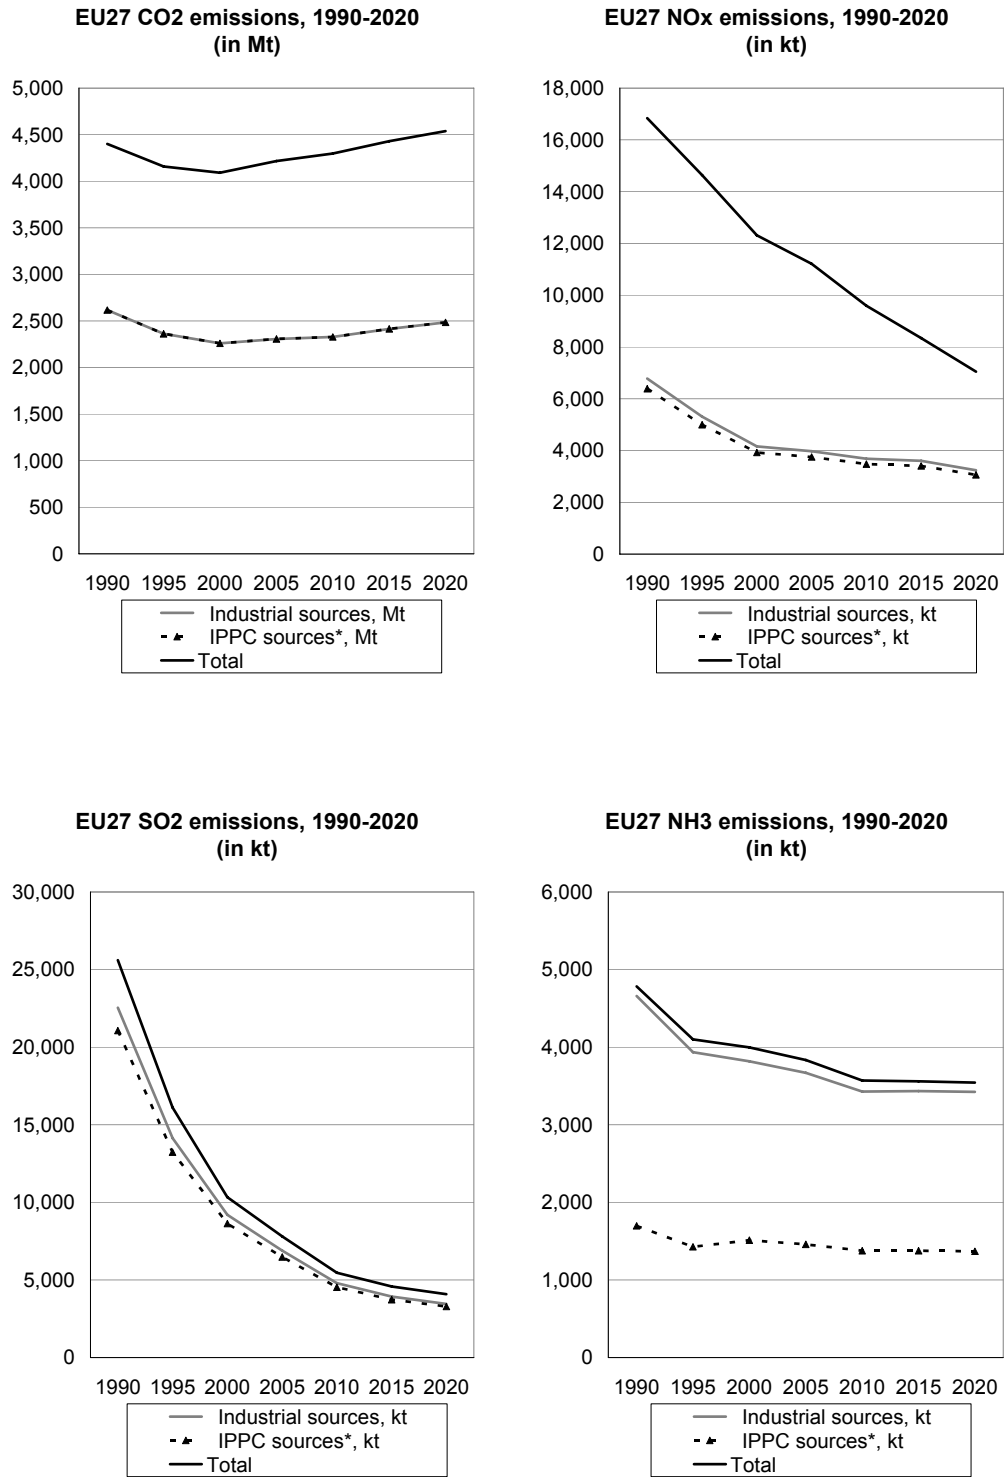 EU27 CO2 emissions, 1990-2020
(in Mt)
5,000
4,500
4,000
3,500
3,000
2,500
2,000
1,500
1,000
500
0
1990 1995 2000 2005 2010 2015 2020
Industrial sources, Mt
IPPC sources*, Mt
Total
EU27 NOx emissions, 1990-2020
(in kt)
18,000
16,000
14,000
12,000
10,000
8,000
6,000
4,000
2,000
0
1990 1995 2000 2005 2010 2015 2020
Industrial sources, kt
IPPC sources*, kt
Total
EU27 SO2 emissions, 1990-2020
(in kt)
30,000
25,000
20,000
15,000
10,000
5,000
0
1990 1995 2000 2005 2010 2015 2020
Industrial sources, kt
IPPC sources*, kt
Total
EU27 NH3 emissions, 1990-2020
(in kt)
6,000
5,000
4,000
3,000
2,000
1,000
0
1990 1995 2000 2005 2010 2015 2020
Industrial sources, kt
IPPC sources*, kt
Total